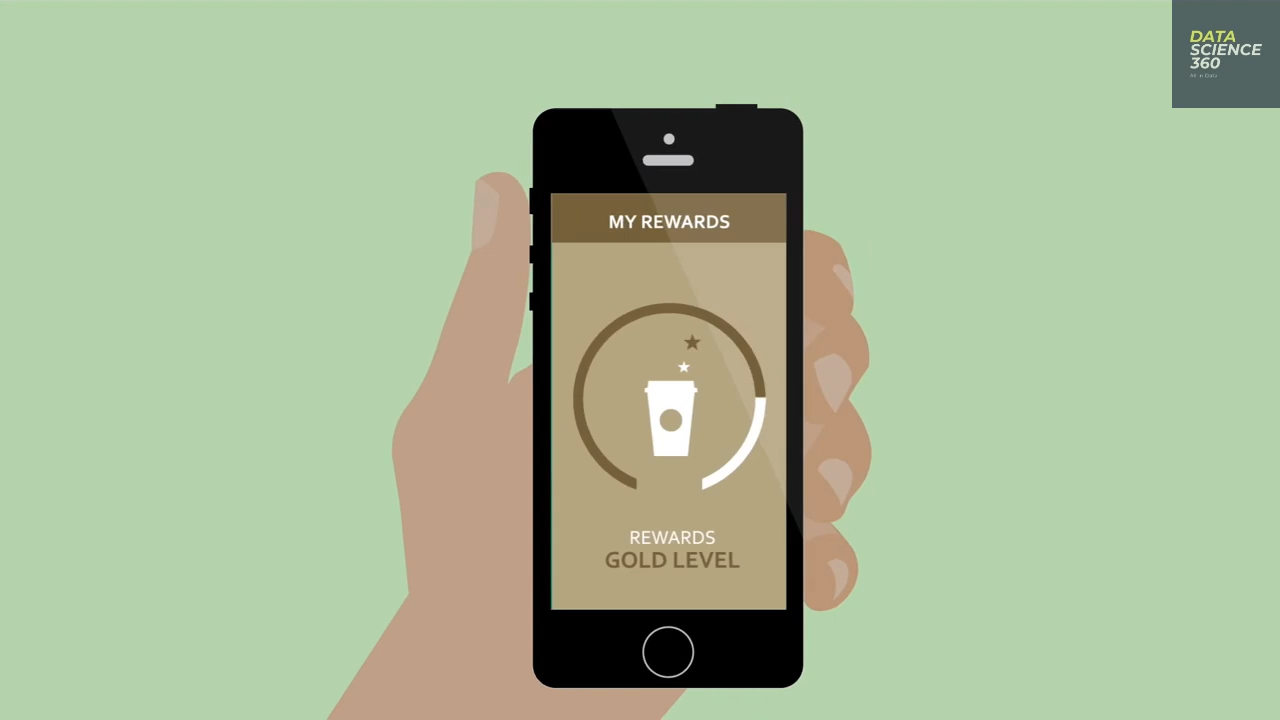 DATA
SCIENCE
360
MY REWARDS
REWARDS
GOLD LEVEL